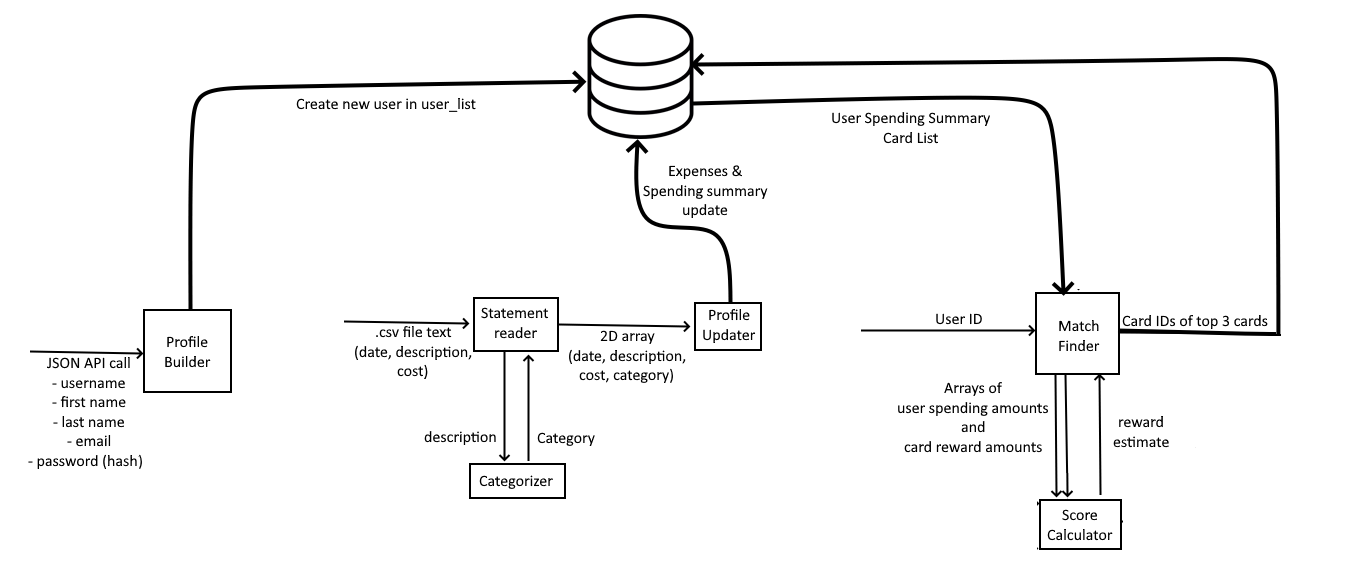 Create new user in user_list
User Spending Summary
Card List
Expenses &
Spending summary
update
Profile
Builder
JSON API call
- username
- first name
- last name
- email
- password (hash)
.csv file text
(date, description,
cost)
Statement
reader
2D array
(date, description,
cost, category)
Profile
Updater
description
Category
Categorizer
User ID
Match
Finder
Card IDs of top 3 cards
Arrays of
user spending amounts
and
card reward amounts
reward
estimate
Score
Calculator